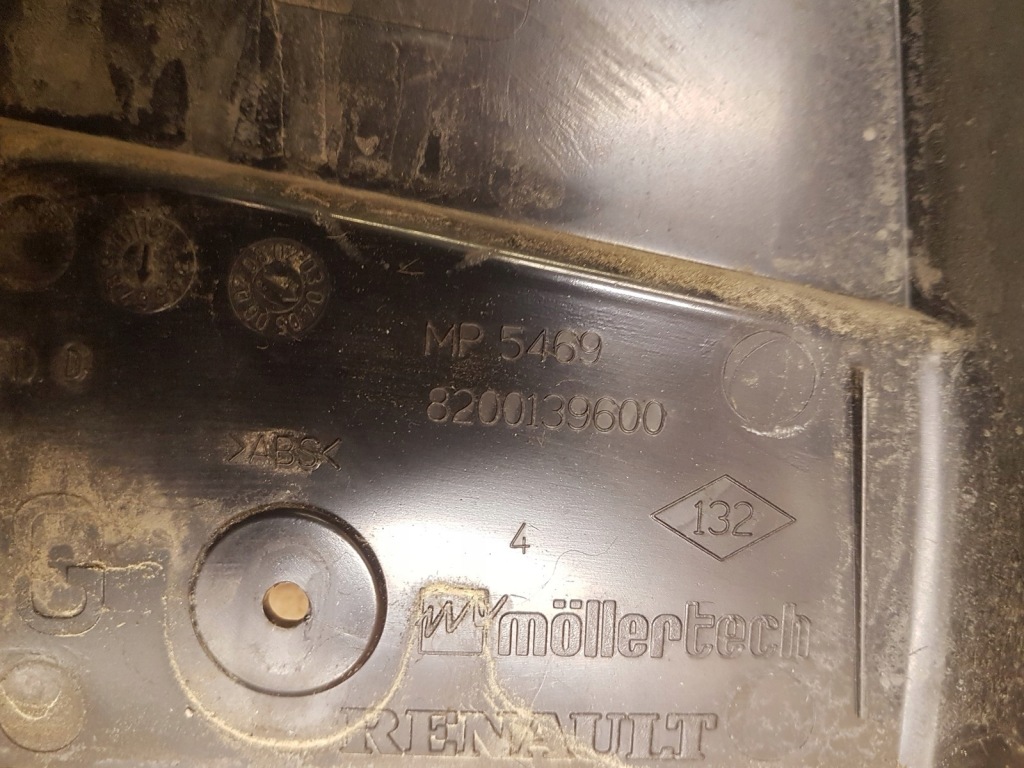 MP 5469
8200139600
>ABS<
132
4
G
möllertech
RENAULT